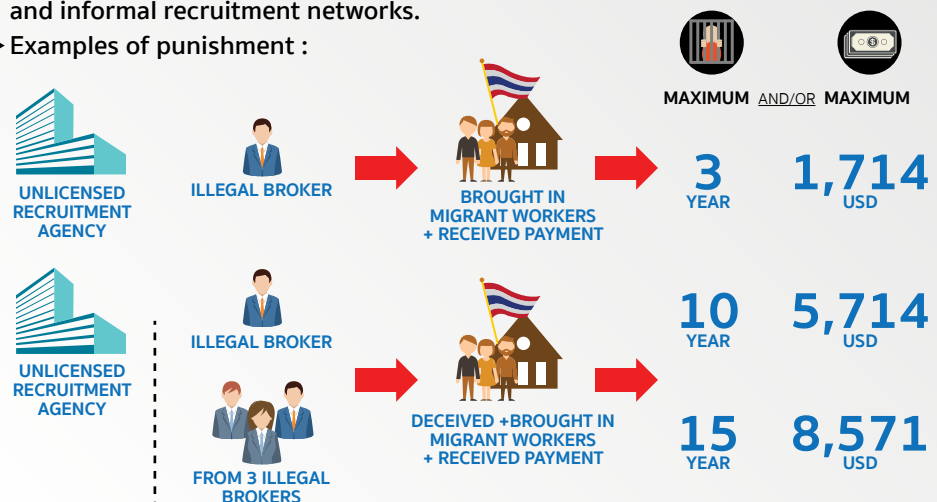 and informal recruitment networks.
Examples of punishment :
MAXIMUM AND/OR MAXIMUM
UNLICENSED
RECRUITMENT
AGENCY
ILLEGAL BROKER
BROUGHT IN
MIGRANT WORKERS
+ RECEIVED PAYMENT
3
YEAR
1,714
USD
UNLICENSED
RECRUITMENT
AGENCY
ILLEGAL BROKER
FROM 3 ILLEGAL
BROKERS
DECEIVED +BROUGHT IN
MIGRANT WORKERS
+ RECEIVED PAYMENT
10
YEAR
5,714
USD
15
YEAR
8,571
USD